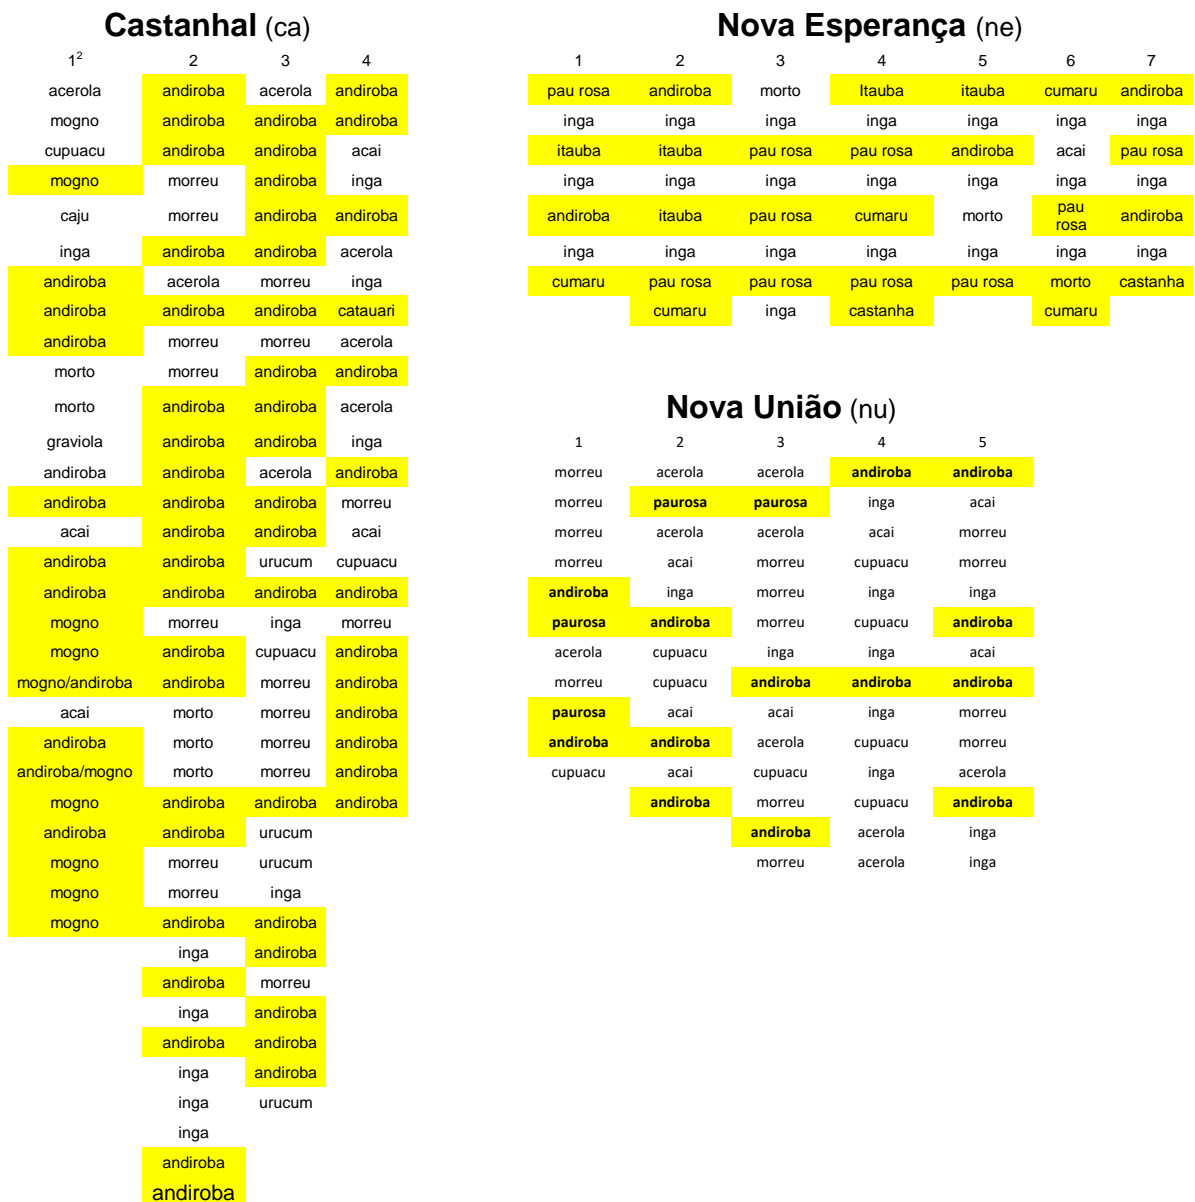 Castanhal (ca)
1² 2 3 4
acerola andiroba acerola andiroba
mogno andiroba andiroba andiroba
cupuacu andiroba andiroba acai
mogno morreu andiroba inga
caju morreu andiroba andiroba
inga andiroba andiroba acerola
andiroba acerola morreu inga
andiroba andiroba andiroba catauari
andiroba morreu morreu acerola
morto morreu andiroba andiroba
morto andiroba andiroba acerola
graviola andiroba andiroba inga
andiroba andiroba acerola andiroba
andiroba andiroba andiroba morreu
acai andiroba andiroba acai
andiroba andiroba urucum cupuacu
andiroba andiroba andiroba andiroba
mogno morreu inga morreu
mogno andiroba cupuacu andiroba
mogno/andiroba andiroba morreu andiroba
acai morto morreu andiroba
andiroba morto morreu andiroba
andiroba/mogno morto morreu andiroba
mogno andiroba andiroba andiroba
andiroba andiroba urucum
mogno morreu urucum
mogno morreu inga
mogno andiroba andiroba
inga andiroba
andiroba morreu
inga andiroba
andiroba andiroba
inga andiroba
inga urucum
inga
andiroba
andiroba
Nova Esperança (ne)
1 2 3 4 5 6 7
pau rosa andiroba morto Itauba itauba cumaru andiroba
inga inga inga inga inga inga inga
itauba itauba pau rosa pau rosa andiroba acai pau rosa
inga inga inga inga inga inga inga
andiroba itauba pau rosa cumaru morto pau rosa andiroba
inga inga inga inga inga inga inga
cumaru pau rosa pau rosa pau rosa pau rosa morto castanha
cumaru inga castanha cumaru
Nova União (nu)
1 2 3 4 5
morreu acerola acerola andiroba andiroba
morreu paurosa paurosa inga acai
morreu acerola acerola acai morreu
morreu acai morreu cupuacu morreu
andiroba inga morreu inga inga
paurosa andiroba morreu cupuacu andiroba
acerola cupuacu inga inga acai
morreu cupuacu andiroba andiroba andiroba
paurosa acai acai inga morreu
andiroba andiroba acerola cupuacu morreu
cupuacu acai cupuacu inga acerola
andiroba morreu cupuacu andiroba
andiroba acerola inga
morreu acerola inga